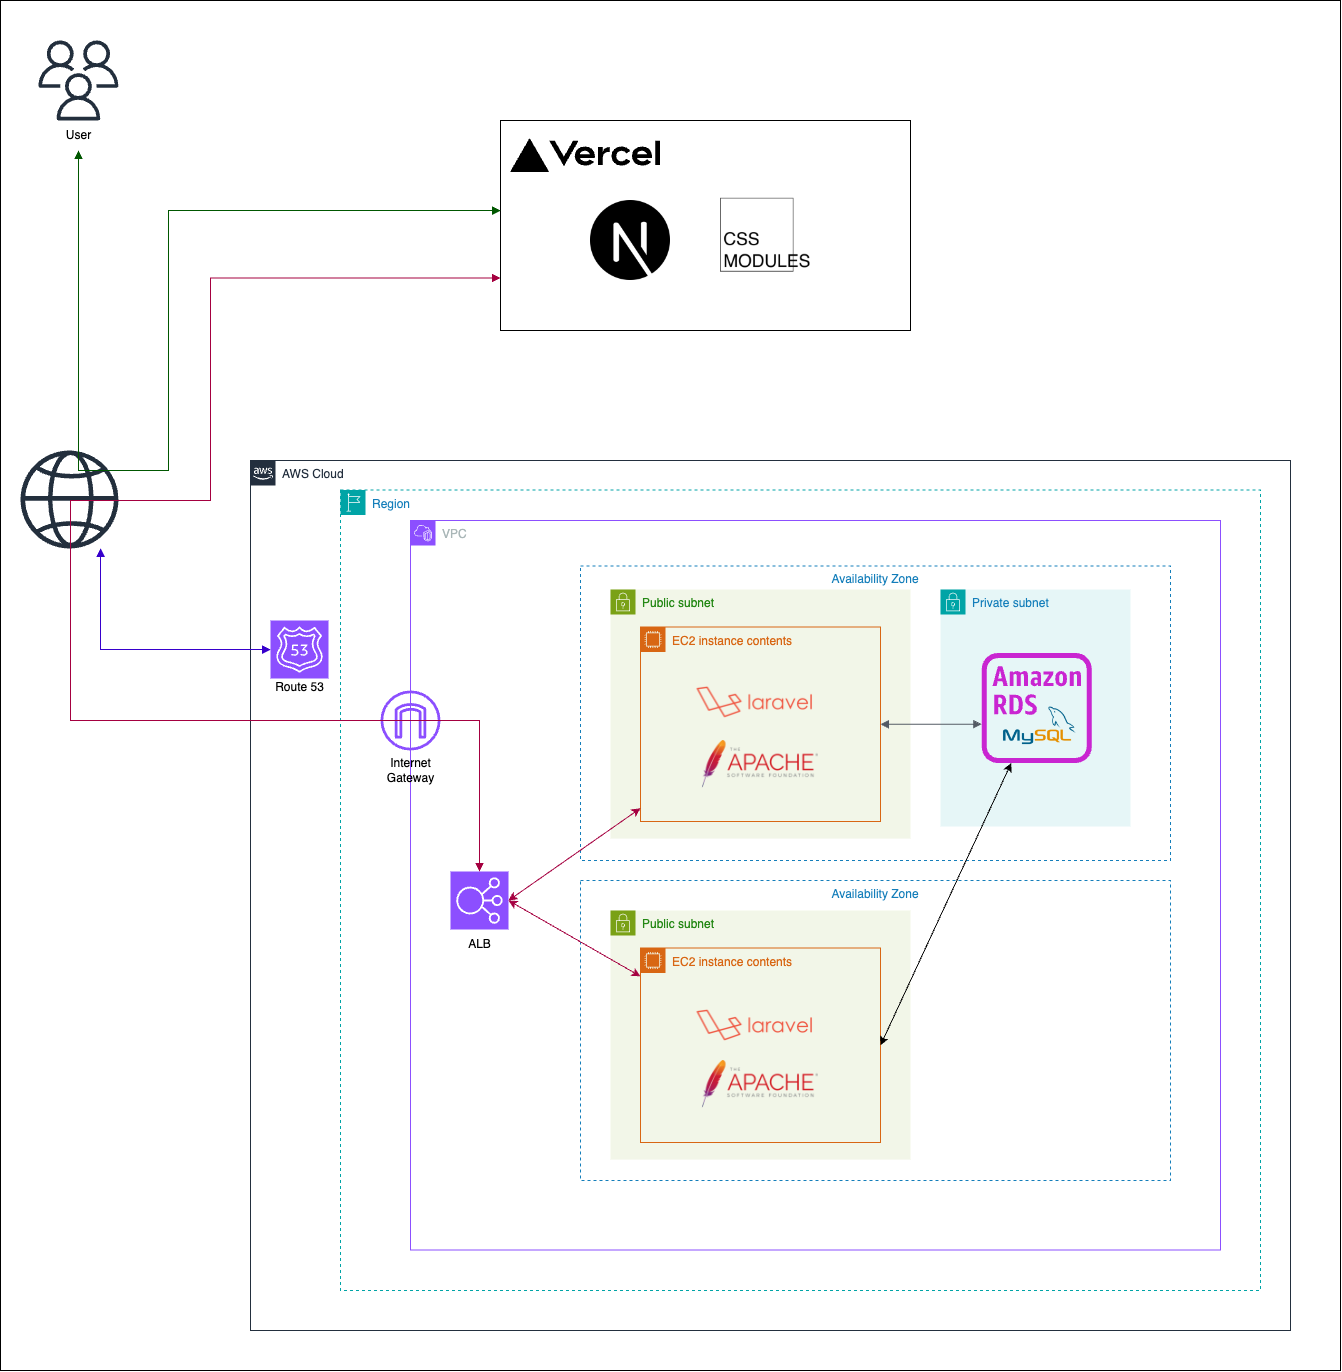 User
Vercel
N
CSS
MODULES
aws
AWS Cloud
Region
VPC
Availability Zone
Public subnet
Private subnet
EC2 instance contents
53
Route 53
laravel
Amazon
RDS
MySQL
THE
APACHE
SOFTWARE FOUNDATION
Internet
Gateway
ALB
Availability Zone
Public subnet
EC2 instance contents
laravel
THE
APACHE
SOFTWARE FOUNDATION